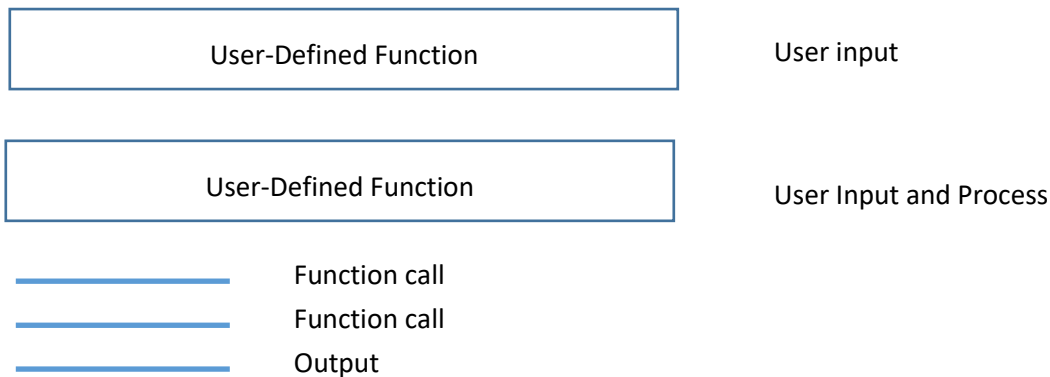 User-Defined Function
User input
User-Defined Function
User Input and Process
Function call
Function call
Output